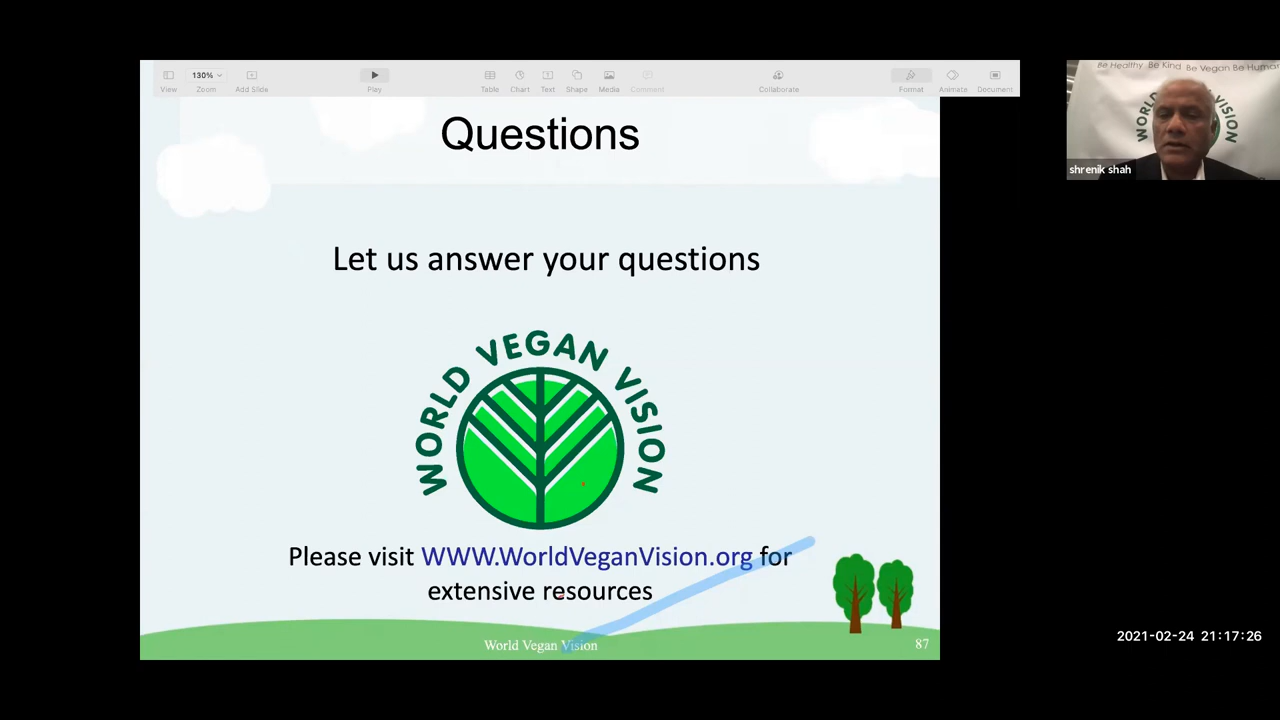 130%
View Zoom Add Slide Play Table Chart Text Shape Media Comment Collaborate Format Animate Document
Questions
Let us answer your questions
WORLD VEGAN VISION
Please visit WWW.WorldVeganVision.org for
extensive resources
World Vegan Vision
87
Be Healthy Be Kind Be Vegan Be Human
WORLD VISION
shrenik shah
2021-02-24 21:17:26